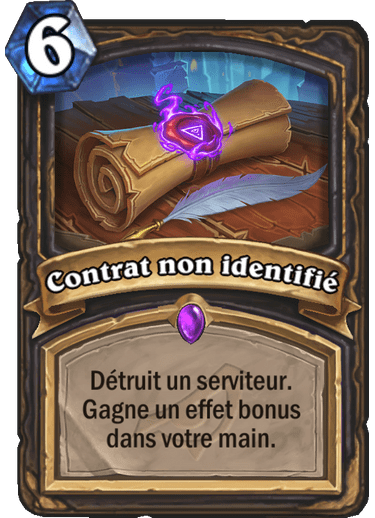 6
Contrat non identifié
Détruit un serviteur.
Gagne un effet bonus
dans votre main.